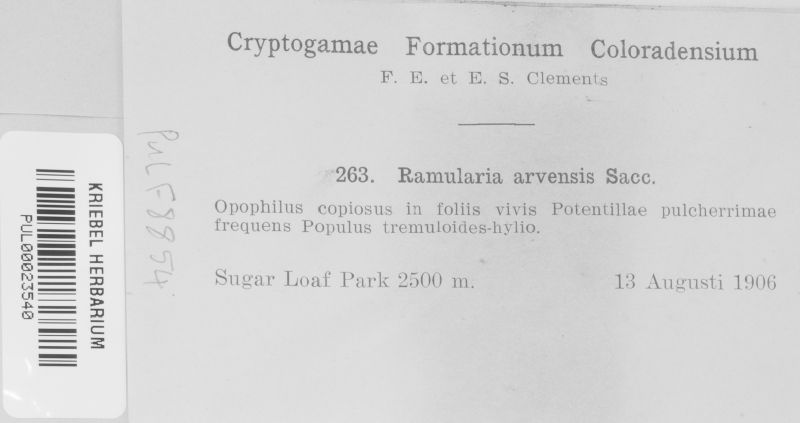 Cryptogamae Formationum Coloradensium
F. E. et E. S. Clements
263. Ramularia arvensis Sacc.
Opophilus copiosus in foliis vivis Potentillae pulcherrimae
frequens Populus tremuloides-hylio.
Sugar Loaf Park 2500 m. 13 Augusti 1906
PUL F8854
KRIEBEL HERBARIUM
PUL00023540